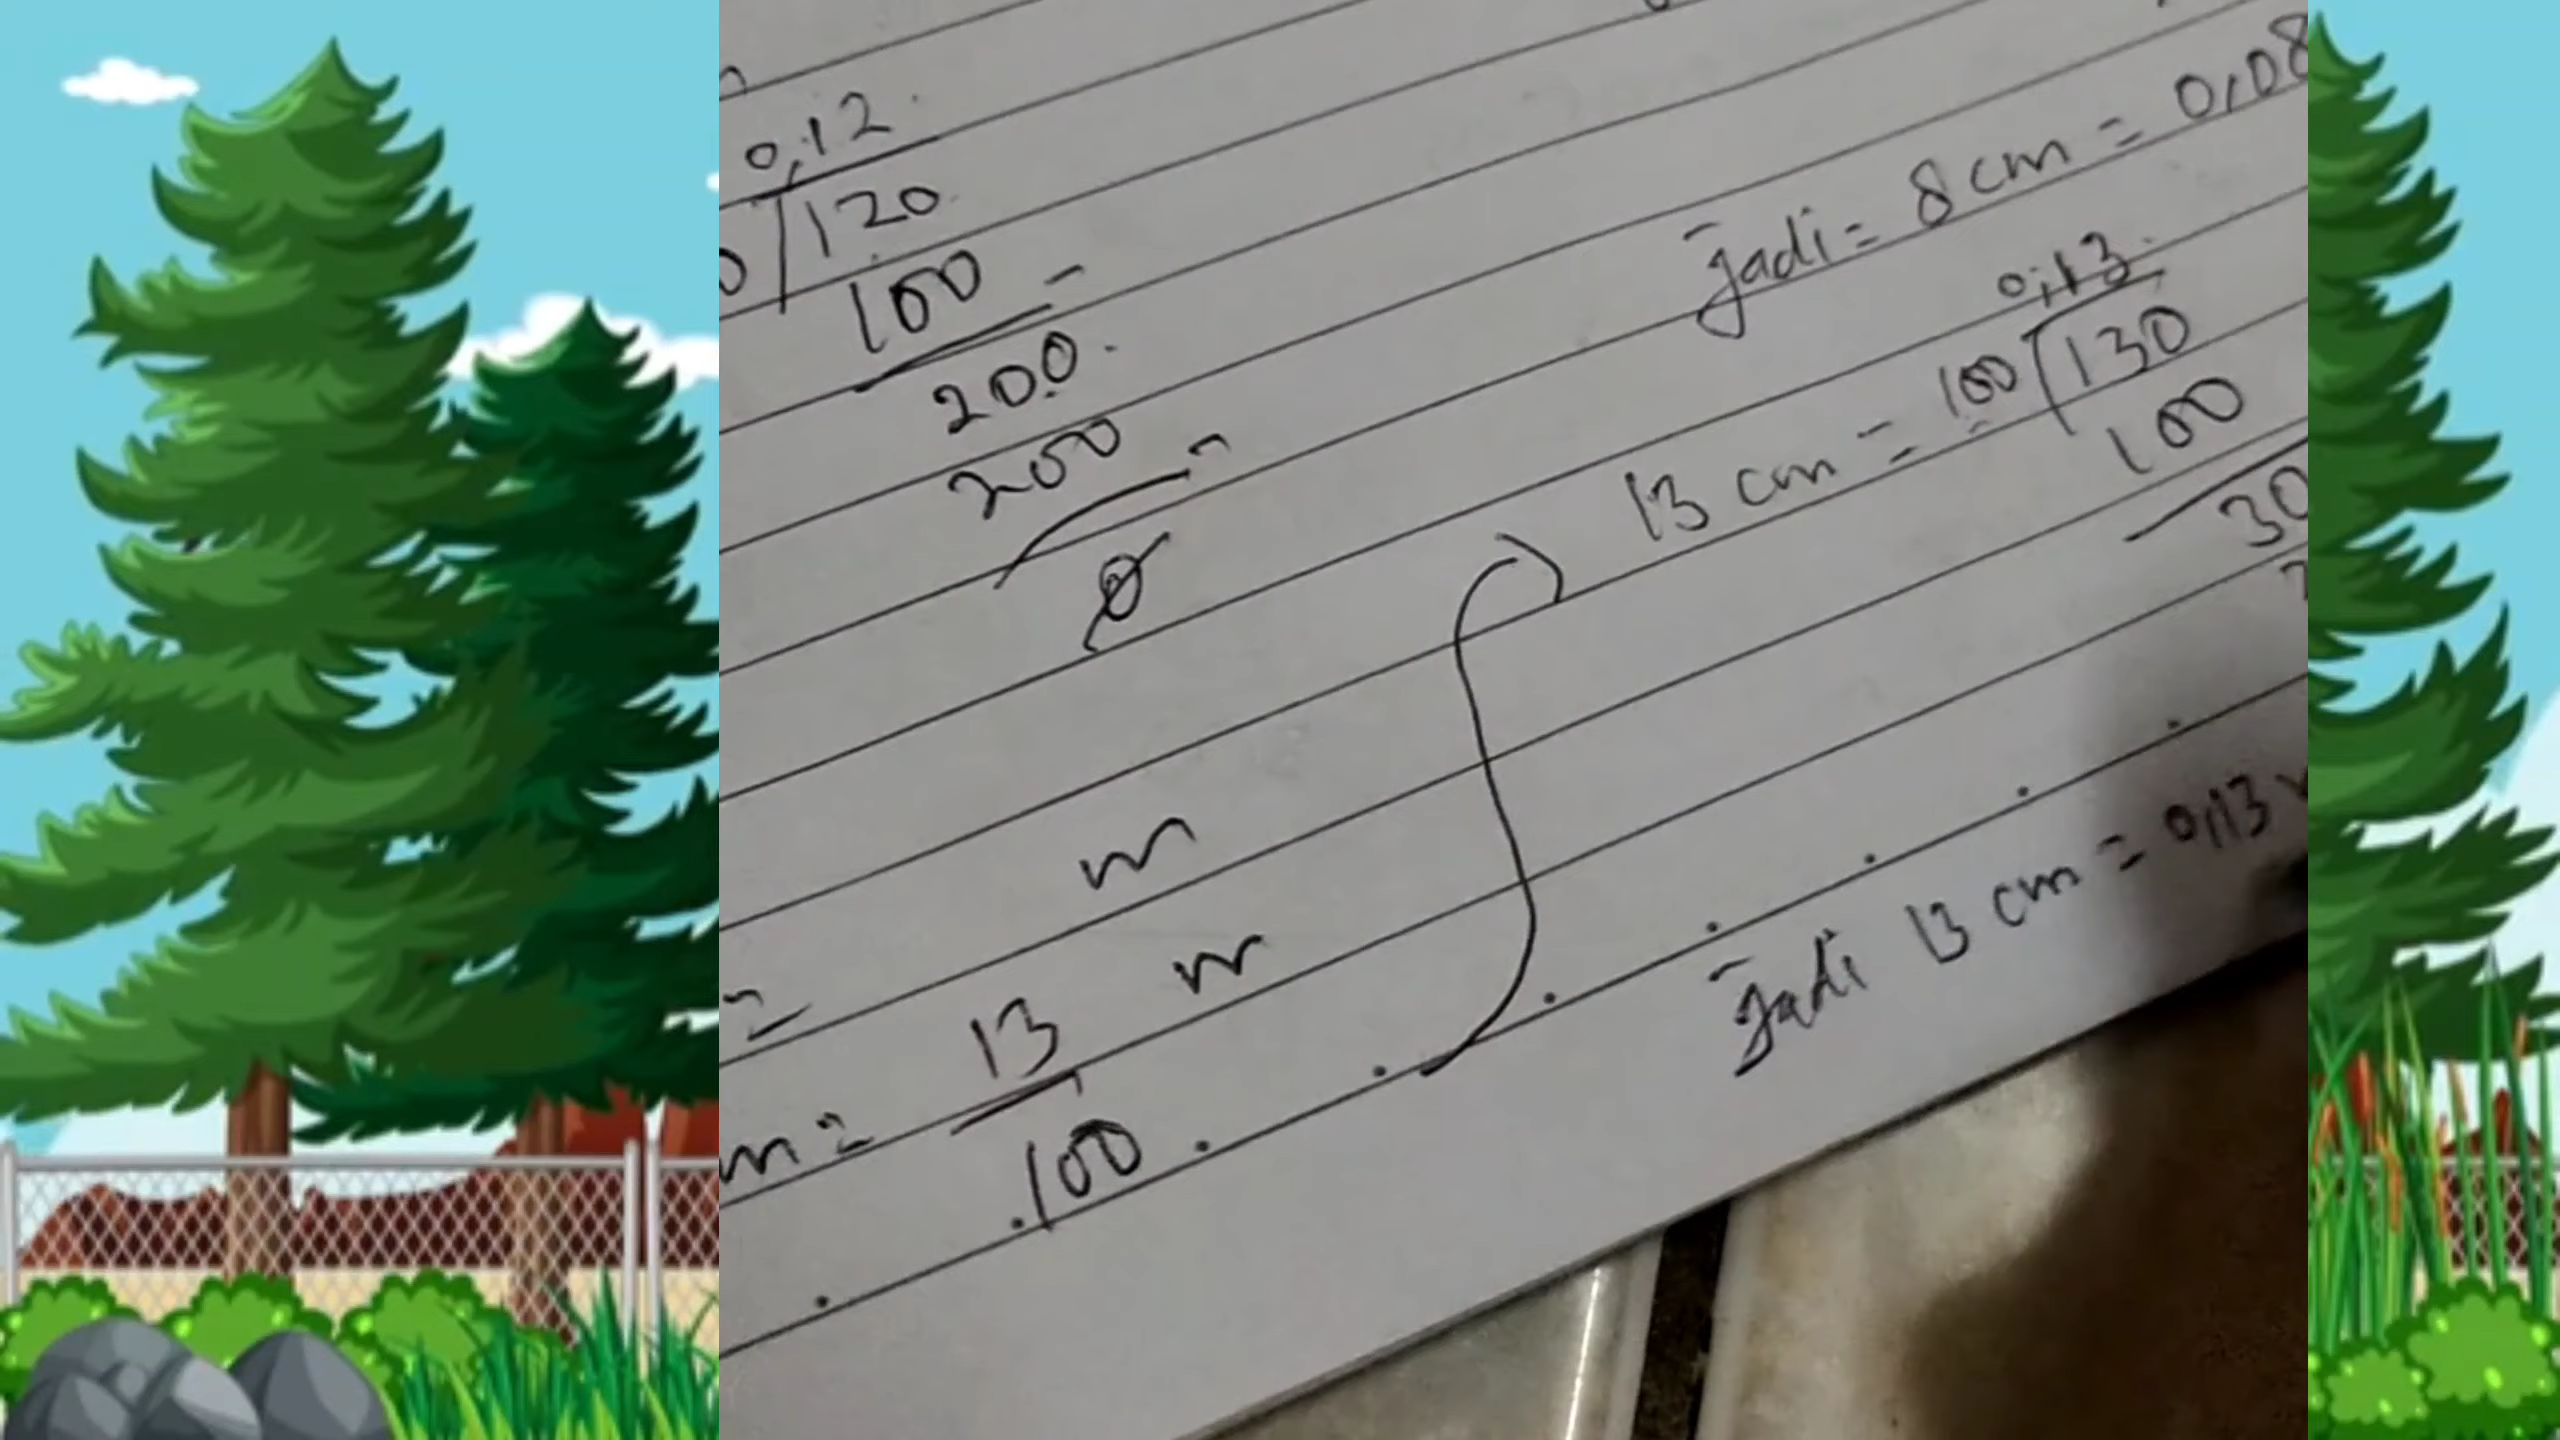 0,12
120
100 -
200
200 -
0
m
m = 13/100 m
jadi = 8 cm = 0,08
0,13
13 cm = 100 130
100
30
jadi 13 cm = 0,13